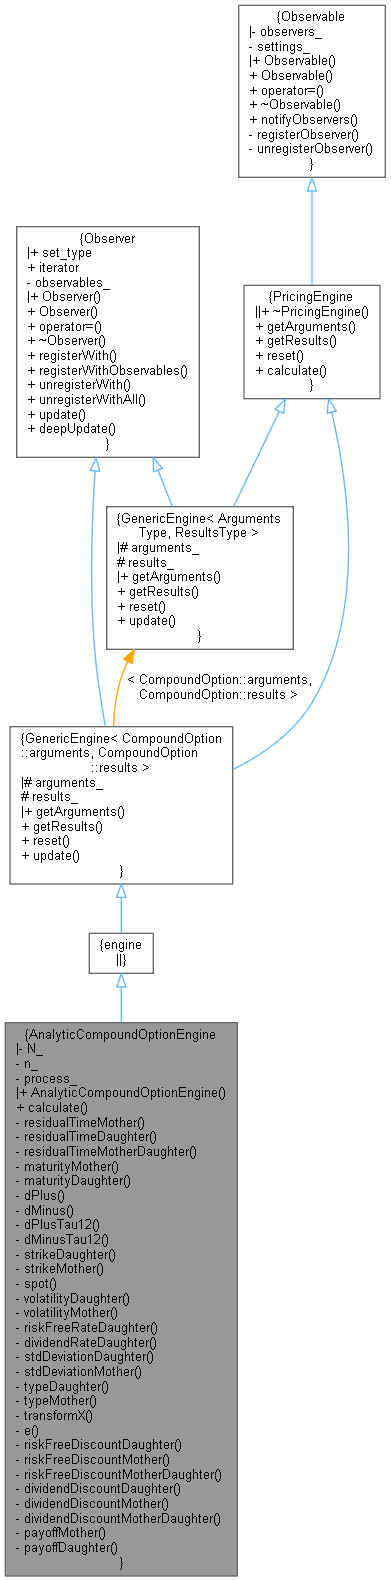 {Observable
|- observers_
- settings_
|+ Observable()
+ Observable()
+ operator=()
+ ~Observable()
+ notifyObservers()
- registerObserver()
- unregisterObserver()
}
{Observer
|+ set_type
+ iterator
- observables_
|+ Observer()
+ Observer()
+ operator=()
+ ~Observer()
+ registerWith()
+ registerWithObservables()
+ unregisterWith()
+ unregisterWithAll()
+ update()
+ deepUpdate()
}
{PricingEngine
||+ ~PricingEngine()
+ getArguments()
+ getResults()
+ reset()
+ calculate()
}
{GenericEngine< Arguments
Type, ResultsType >
|# arguments_
# results_
|+ getArguments()
+ getResults()
+ reset()
+ update()
}
< CompoundOption::arguments,
CompoundOption::results >
{GenericEngine< CompoundOption
::arguments, CompoundOption
::results >
|# arguments_
# results_
|+ getArguments()
+ getResults()
+ reset()
+ update()
}
{engine
||}
{AnalyticCompoundOptionEngine
|- N_
- n_
- process_
|+ AnalyticCompoundOptionEngine()
+ calculate()
- residualTimeMother()
- residualTimeDaughter()
- residualTimeMotherDaughter()
- maturityMother()
- maturityDaughter()
- dPlus()
- dMinus()
- dPlusTau12()
- dMinusTau12()
- strikeDaughter()
- strikeMother()
- spot()
- volatilityDaughter()
- volatilityMother()
- riskFreeRateDaughter()
- dividendRateDaughter()
- stdDeviationDaughter()
- stdDeviationMother()
- typeDaughter()
- typeMother()
- transformX()
- e()
- riskFreeDiscountDaughter()
- riskFreeDiscountMother()
- riskFreeDiscountMotherDaughter()
- dividendDiscountDaughter()
- dividendDiscountMother()
- dividendDiscountMotherDaughter()
- payoffMother()
- payoffDaughter()
}